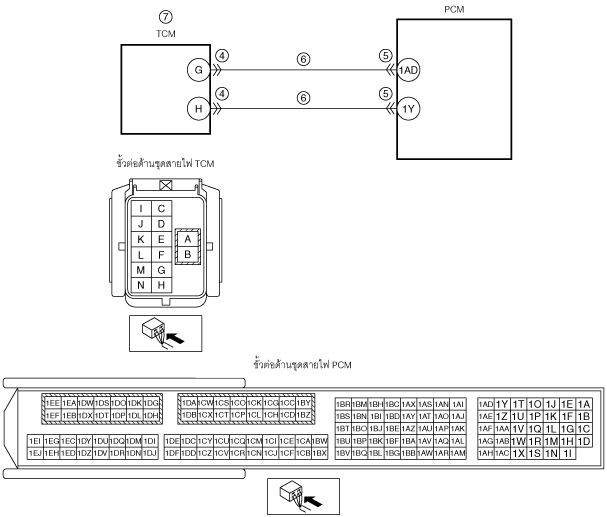 ⑦
TCM PCM
④ ⑥ ⑤
G 1AD
④ ⑥ ⑤
H 1Y
ขั้วต่อด้านชุดสายไฟ TCM
I C
J D
K E A
L F B
M G
N H
ขั้วต่อด้านชุดสายไฟ PCM
1EE 1EA 1DW 1DS 1DO 1DK 1DG 1DA 1CW 1CS 1CO 1CK 1CG 1CC 1BY 1BR 1BM 1BH 1BC 1AX 1AS 1AN 1AI 1AD 1Y 1T 1O 1J 1E 1A
1EF 1EB 1DX 1DT 1DP 1DL 1DH 1DB 1CX 1CT 1CP 1CL 1CH 1CD 1BZ 1BS 1BN 1BI 1BD 1AY 1AT 1AO 1AJ 1AE 1Z 1U 1P 1K 1F 1B
1BT 1BO 1BJ 1BE 1AZ 1AU 1AP 1AK 1AF 1AA 1V 1Q 1L 1G 1C
1EI 1EG 1EC 1DY 1DU 1DQ 1DM 1DI 1DE 1DC 1CY 1CU 1CQ 1CM 1CI 1CE 1CA 1BW 1BU 1BP 1BK 1BF 1BA 1AV 1AQ 1AL 1AG 1AB 1W 1R 1M 1H 1D
1EJ 1EH 1ED 1DZ 1DV 1DR 1DN 1DJ 1DF 1DD 1CZ 1CV 1CR 1CN 1CJ 1CF 1CB 1BX 1BV 1BQ 1BL 1BG 1BB 1AW 1AR 1AM 1AH 1AC 1X 1S 1N 1I